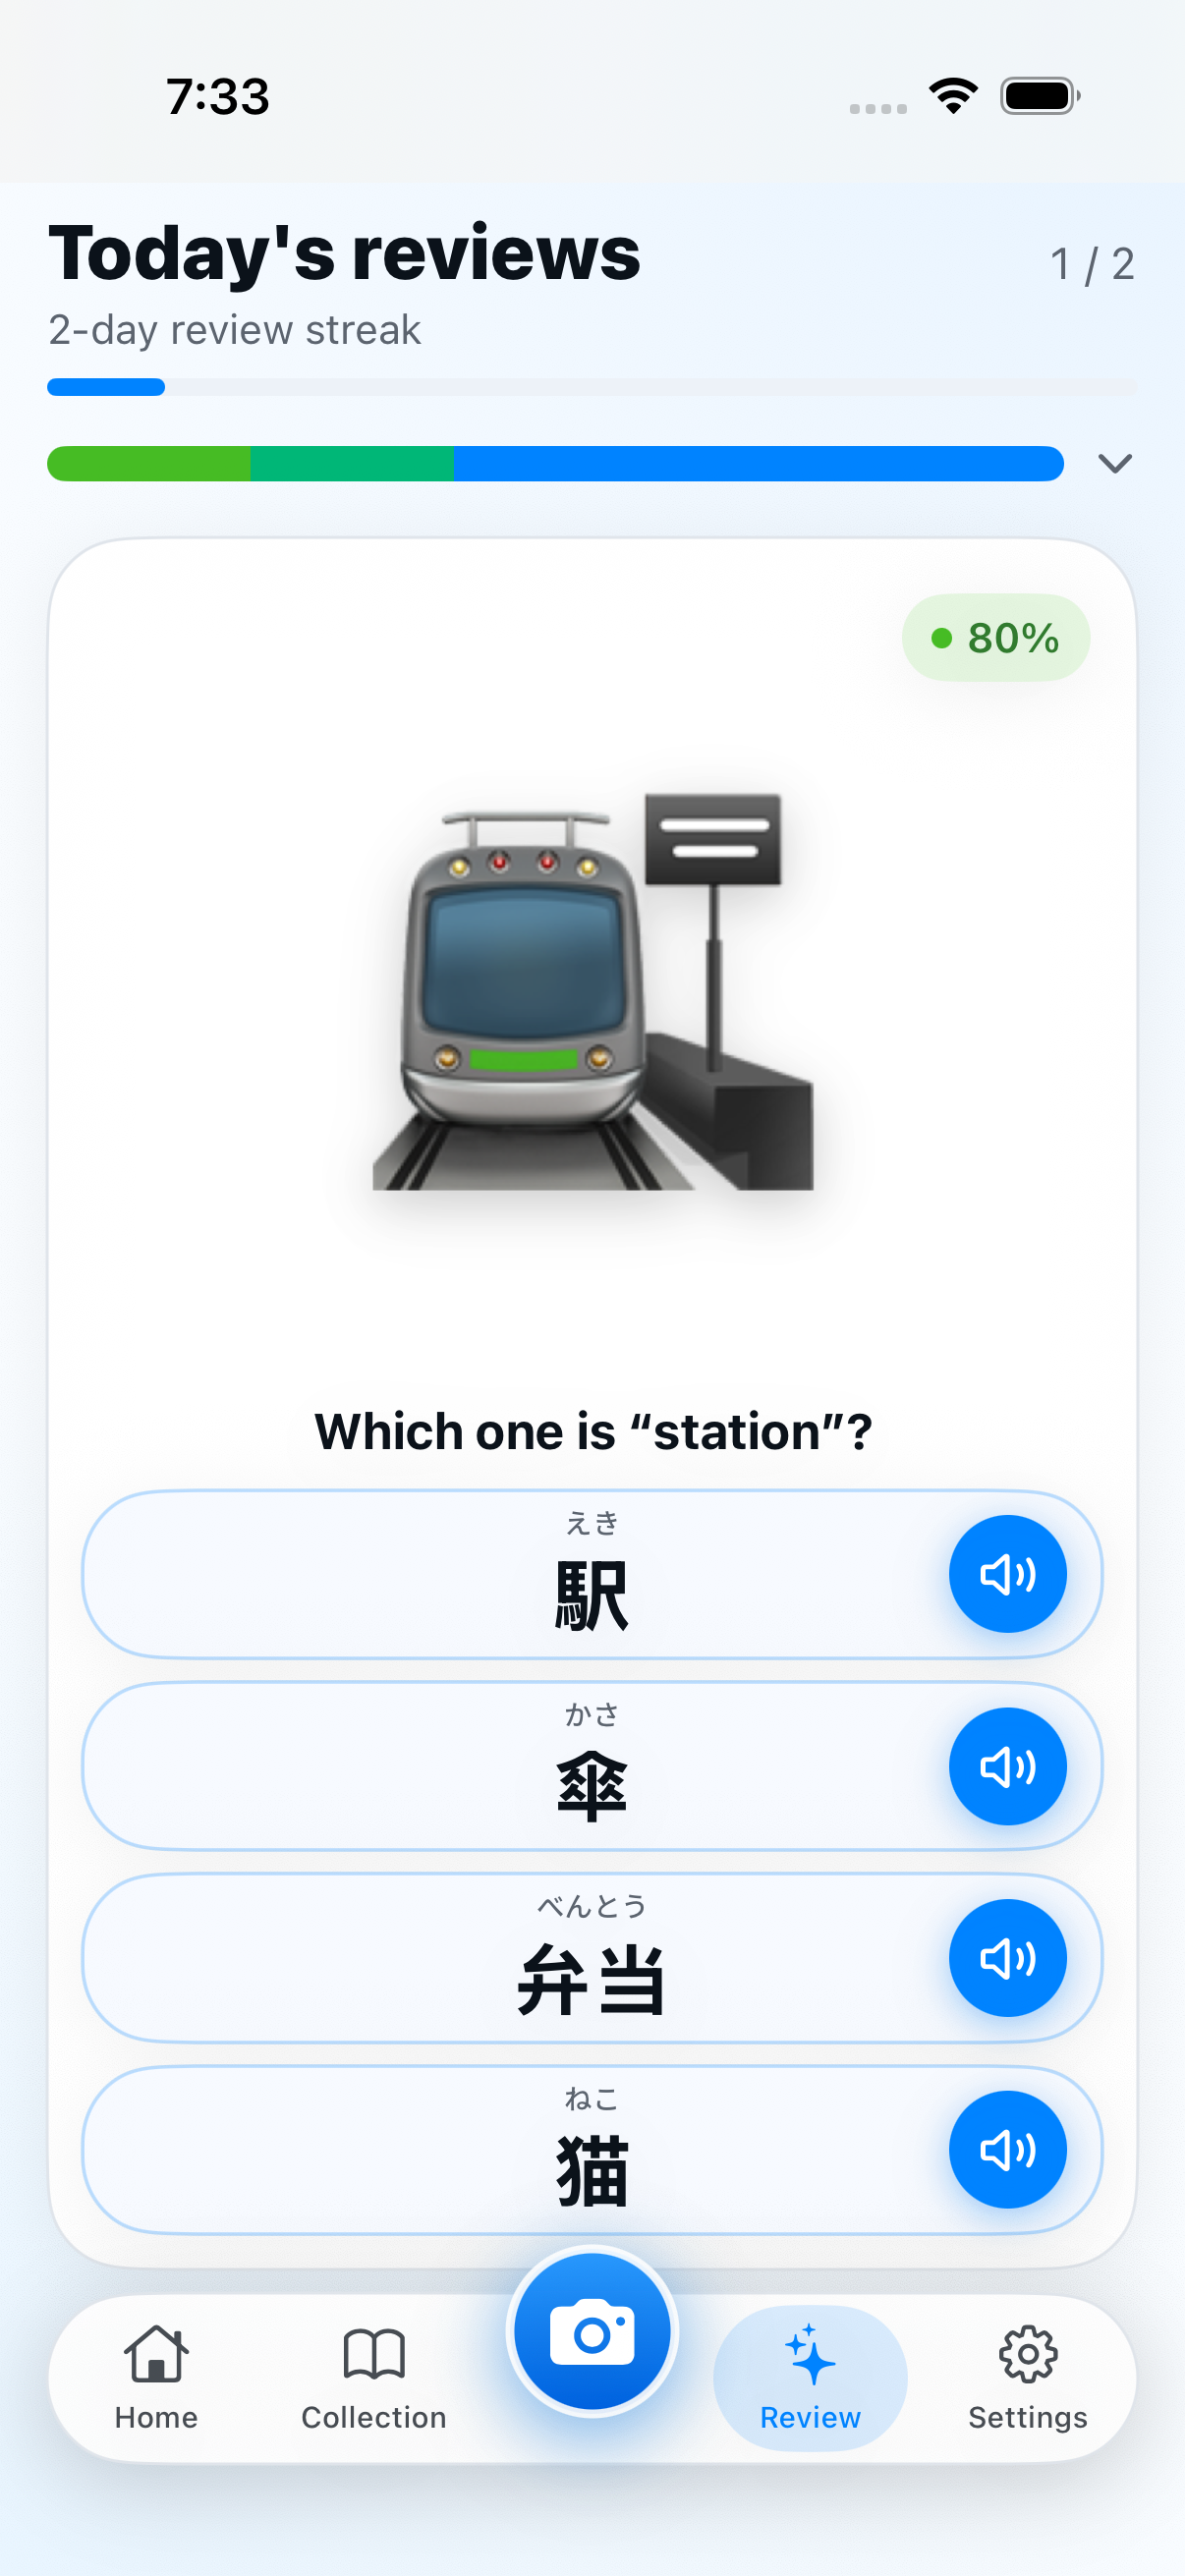 7:33
Today's reviews
1 / 2
2-day review streak
80%
Which one is “station”?
えき
駅
かさ
傘
べんとう
弁当
ねこ
猫
Home
Collection
Review
Settings